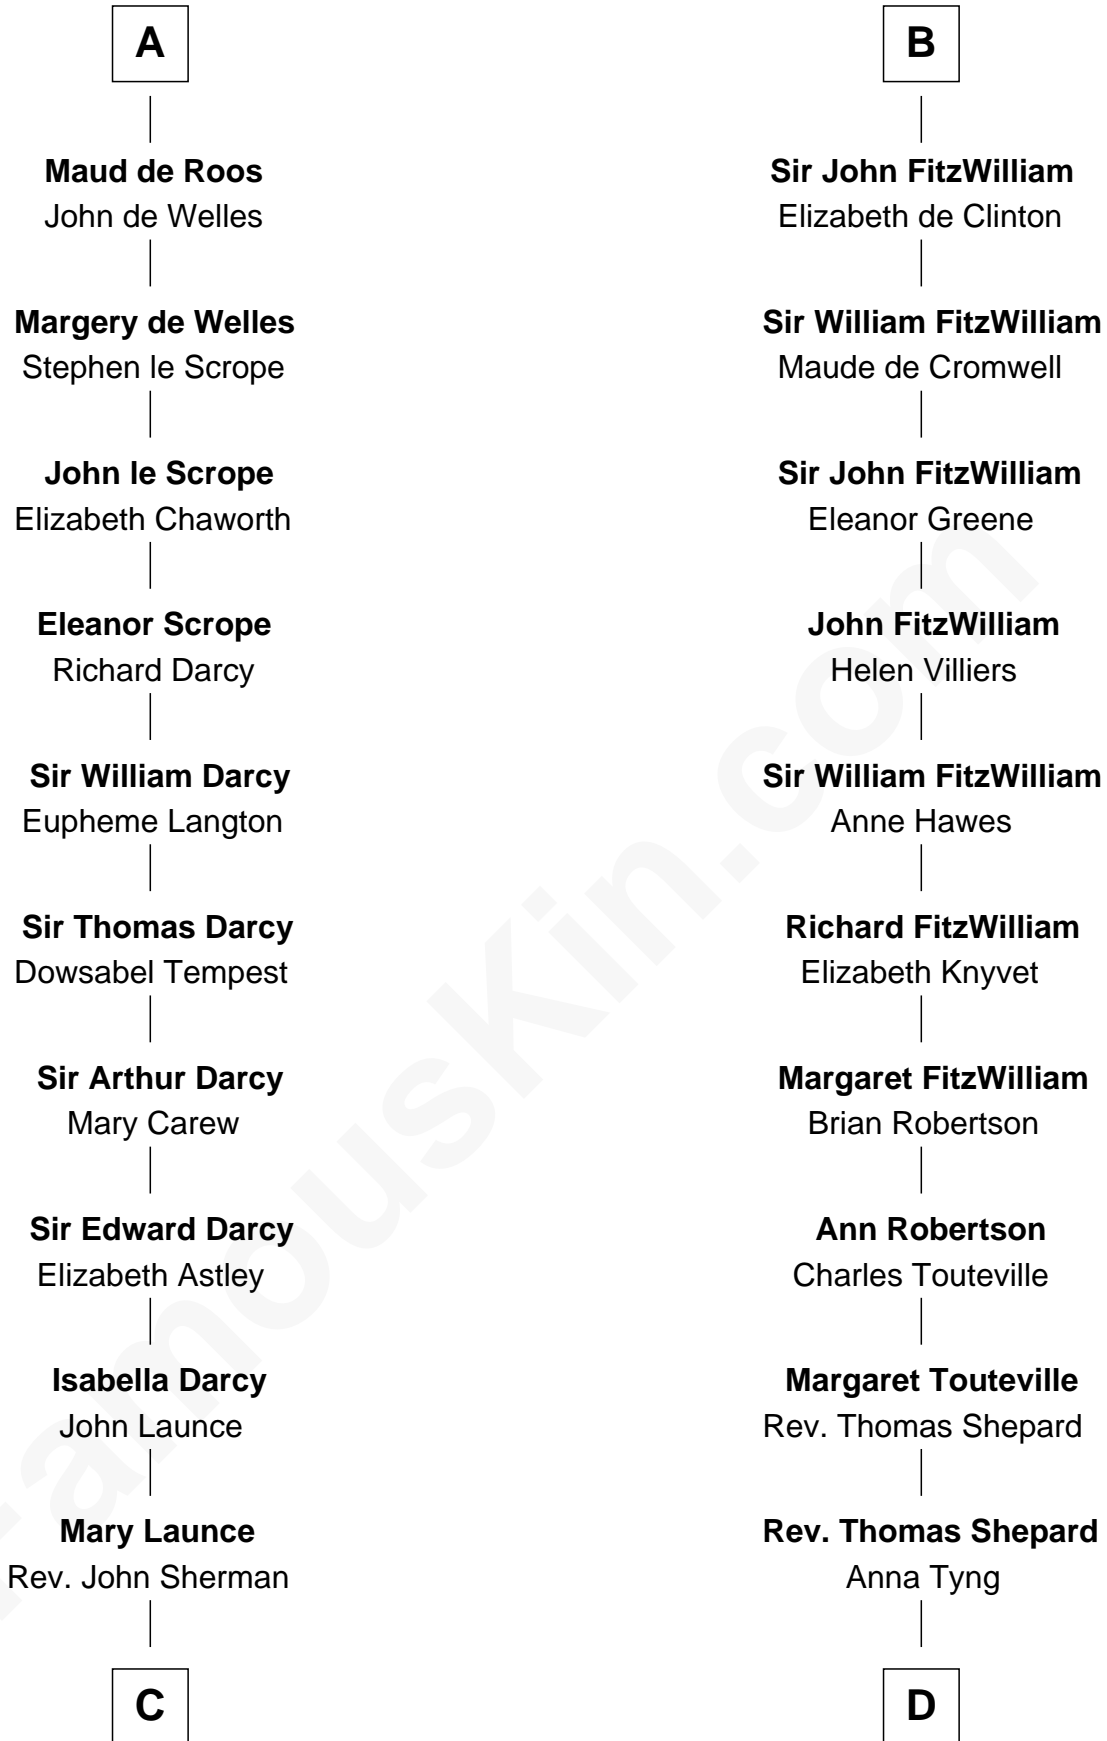 A
Maud de Roos
John de Welles
Margery de Welles
Stephen le Scrope
John le Scrope
Elizabeth Chaworth
Eleanor Scrope
Richard Darcy
Sir William Darcy
Eupheme Langton
Sir Thomas Darcy
Dowsabel Tempest
Sir Arthur Darcy
Mary Carew
Sir Edward Darcy
Elizabeth Astley
Isabella Darcy
John Launce
Mary Launce
Rev. John Sherman
C
B
Sir John FitzWilliam
Elizabeth de Clinton
Sir William FitzWilliam
Maude de Cromwell
Sir John FitzWilliam
Eleanor Greene
John FitzWilliam
Helen Villiers
Sir William FitzWilliam
Anne Hawes
Richard FitzWilliam
Elizabeth Knyvet
Margaret FitzWilliam
Brian Robertson
Ann Robertson
Charles Touteville
Margaret Touteville
Rev. Thomas Shepard
Rev. Thomas Shepard
Anna Tyng
D
FamousKin.com